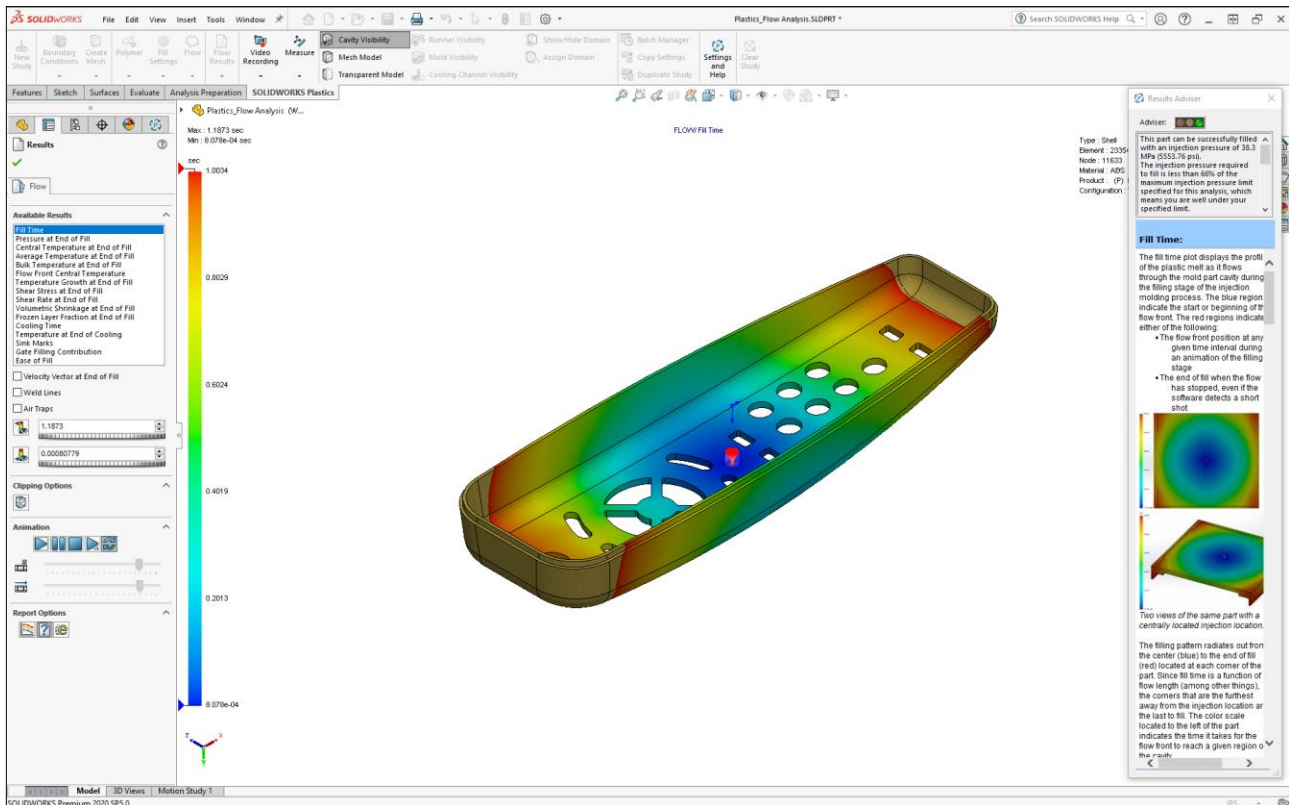 SOLIDWORKS File Edit View Insert Tools Window
Plastics_Flow Analysis.SLDPRT *
Search SOLIDWORKS Help
New Study
Boundary Conditions
Create Mesh
Polymer
Fill Settings
Flow
Flow Results
Video Recording
Measure
Cavity Visibility
Mesh Model
Transparent Model
Runner Visibility
Mold Visibility
Cooling Channel Visibility
Show/Hide Domain
Assign Domain
Batch Manager
Copy Settings
Duplicate Study
Settings and Help
Clear Study
Features Sketch Surfaces Evaluate Analysis Preparation SOLIDWORKS Plastics
Results
Flow
Available Results
Fill Time
Pressure at End of Fill
Central Temperature at End of Fill
Average Temperature at End of Fill
Bulk Temperature at End of Fill
Flow Front Central Temperature
Temperature Growth at End of Fill
Shear Stress at End of Fill
Shear Rate at End of Fill
Volumetric Shrinkage at End of Fill
Frozen Layer Fraction at End of Fill
Cooling Time
Temperature at End of Cooling
Sink Marks
Gate Filling Contribution
Ease of Fill
Velocity Vector at End of Fill
Weld Lines
Air Traps
1.1873
0.00080779
Clipping Options
Animation
Report Options
Plastics_Flow Analysis (W...
Max : 1.1873 sec
Min : 8.078e-04 sec
sec
1.0034
0.8029
0.6024
0.4019
0.2013
8.078e-04
FLOW/ Fill Time
Type : Shell
Element : 2335
Node : 11633
Material : ABS
Product : (P)
Configuration :
Z X
Y
Results Adviser
Adviser:
This part can be successfully filled
with an injection pressure of 38.3
MPa (5553.76 psi).
The injection pressure required
to fill is less than 66% of the
maximum injection pressure limit
specified for this analysis, which
means you are well under your
specified limit.
Fill Time:
The fill time plot displays the profil
of the plastic melt as it flows
through the mold part cavity during
the filling stage of the injection
molding process. The blue region
indicate the start or beginning of th
flow front. The red regions indicate
either of the following:
•The flow front position at any
given time interval during
an animation of the filling
stage
•The end of fill when the flow
has stopped, even if the
software detects a short
shot
Two views of the same part with a
centrally located injection location.
The filling pattern radiates out from
the center (blue) to the end of fill
(red) located at each corner of the
part. Since fill time is a function of
flow length (among other things),
the corners that are the furthest
away from the injection location ar
the last to fill. The color scale
located to the left of the part
indicates the time it takes for the
flow front to reach a given region o
the cavity.
Model 3D Views Motion Study 1
SOLIDWORKS Premium 2020 SP5.0